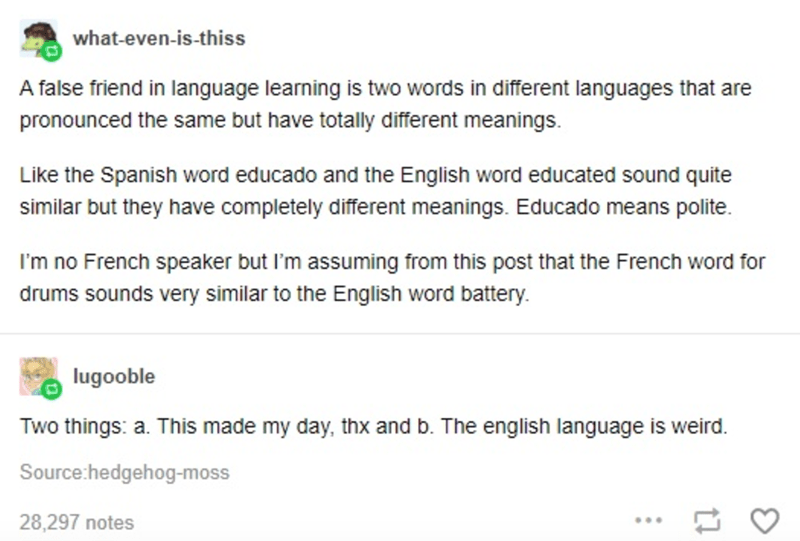 what-even-is-thiss
A false friend in language learning is two words in different languages that are
pronounced the same but have totally different meanings.
Like the Spanish word educado and the English word educated sound quite
similar but they have completely different meanings. Educado means polite.
I'm no French speaker but I'm assuming from this post that the French word for
drums sounds very similar to the English word battery.
lugooble
Two things: a. This made my day, thx and b. The english language is weird.
Source:hedgehog-moss
28,297 notes